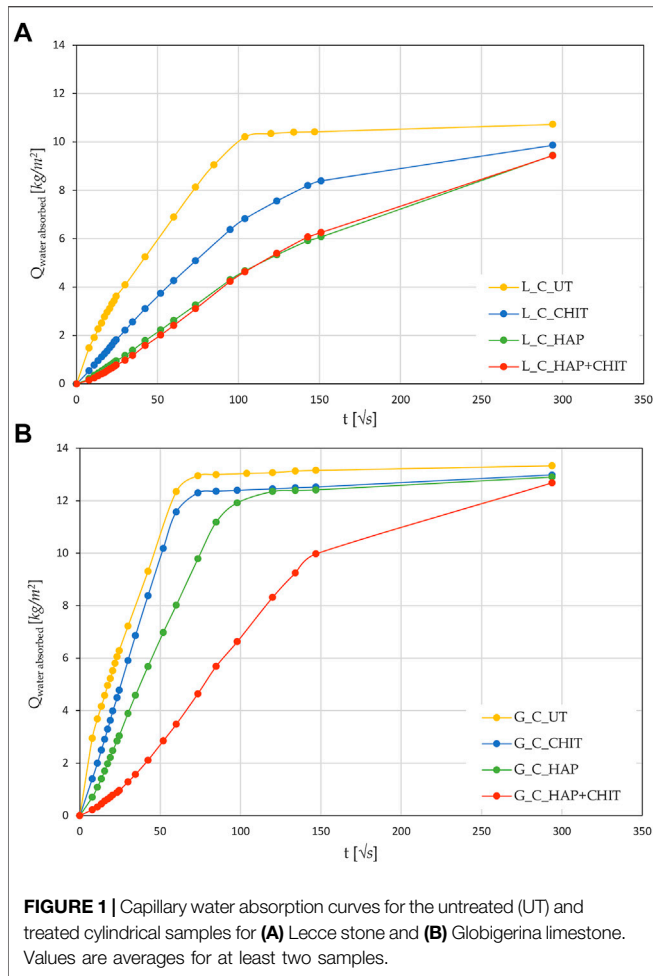 A
Q water absorbed [kg/m²]
14
12
10
8
6
4
2
0
0 50 100 150 200 250 300 350
t [√s]
L_C_UT
L_C_CHIT
L_C_HAP
L_C_HAP+CHIT
B
Q water absorbed [kg/m²]
14
12
10
8
6
4
2
0
0 50 100 150 200 250 300 350
t [√s]
G_C_UT
G_C_CHIT
G_C_HAP
G_C_HAP+CHIT
FIGURE 1 | Capillary water absorption curves for the untreated (UT) and
treated cylindrical samples for (A) Lecce stone and (B) Globigerina limestone.
Values are averages for at least two samples.